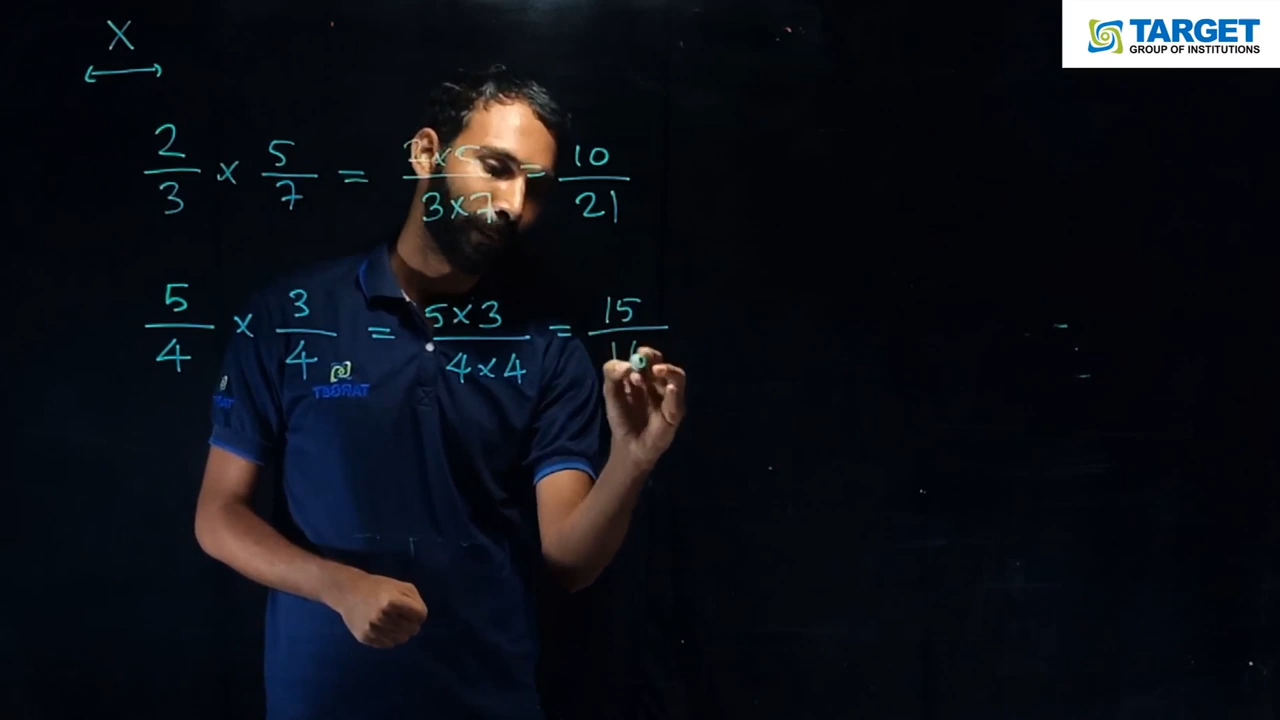 TARGET
GROUP OF INSTITUTIONS
X
2/3 x 5/7 = 2x5/3x7 = 10/21
5/4 x 3/4 = 5x3/4x4 = 15/